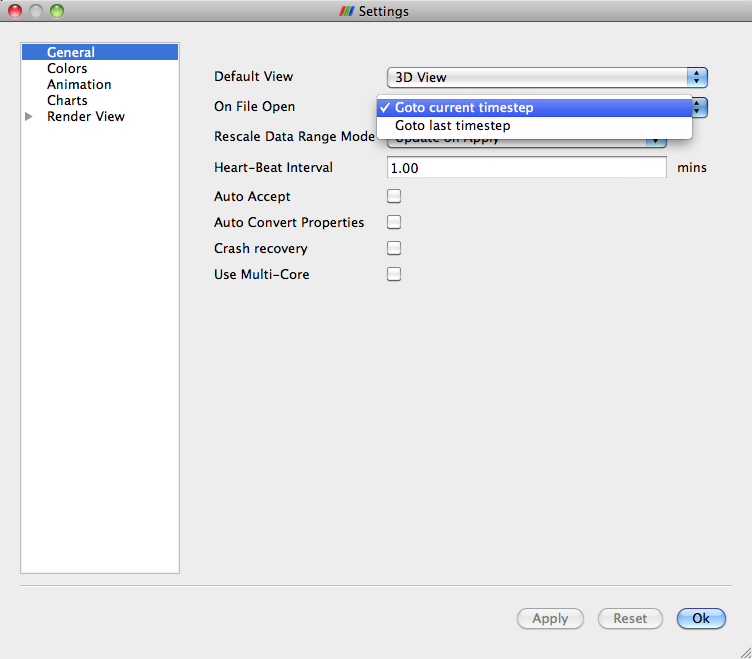 Settings
General
Colors
Animation
Charts
Render View
Default View 3D View
On File Open Goto current timestep
Goto last timestep
Rescale Data Range Mode Update on Apply
Heart-Beat Interval 1.00 mins
Auto Accept
Auto Convert Properties
Crash recovery
Use Multi-Core
Apply Reset Ok